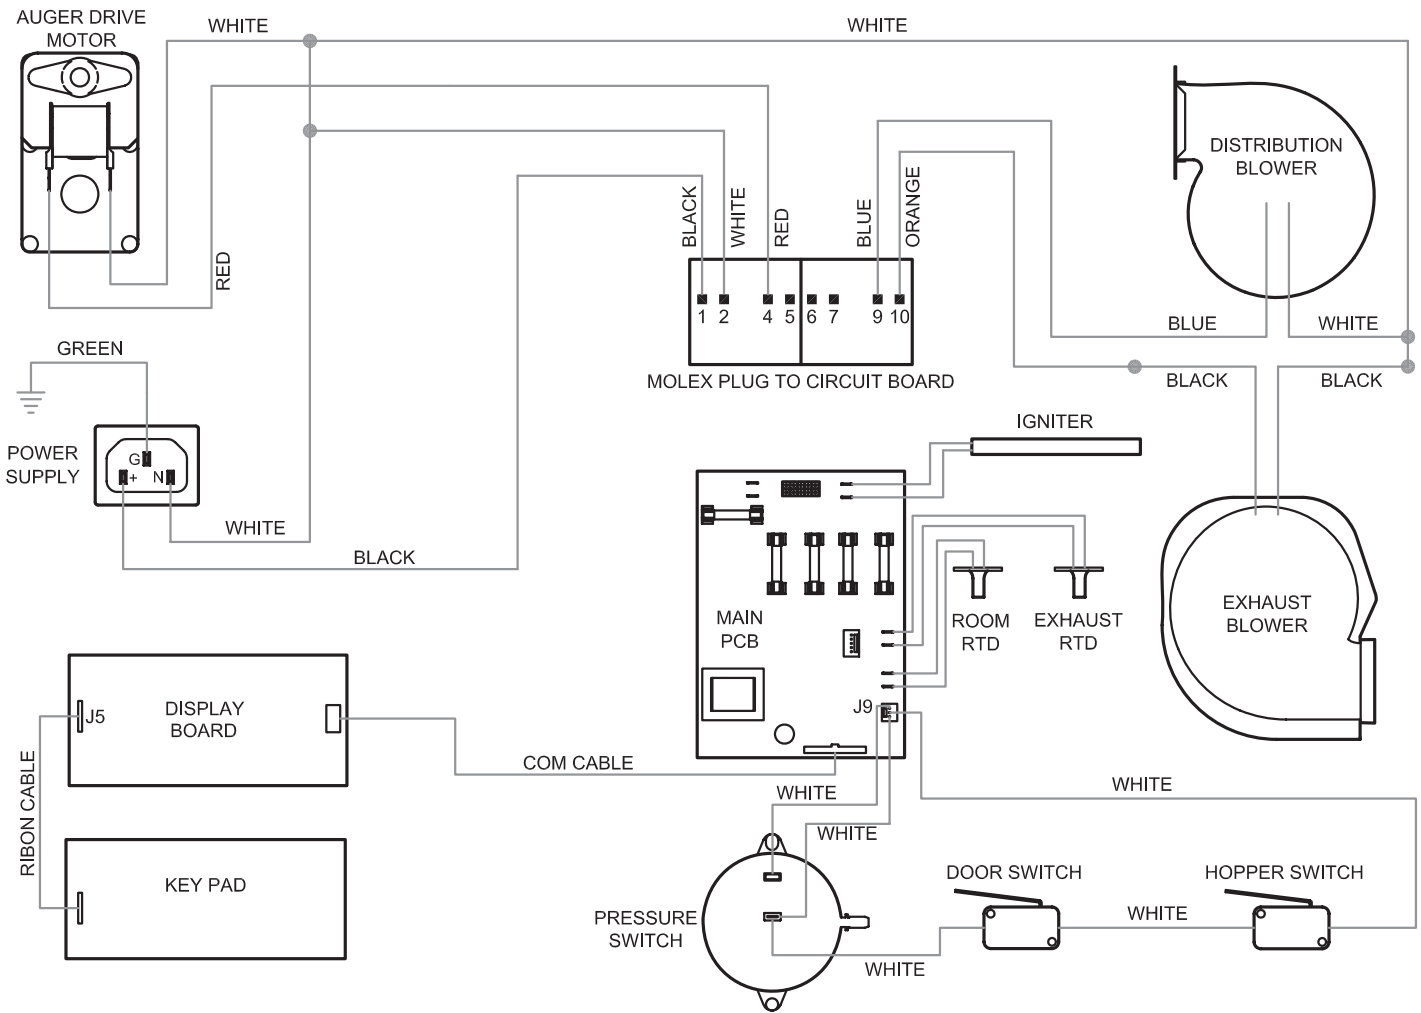 AUGER DRIVE
MOTOR
WHITE
WHITE
RED
BLACK
WHITE
RED
BLUE
ORANGE
DISTRIBUTION
BLOWER
1 2 4 5 6 7 9 10
MOLEX PLUG TO CIRCUIT BOARD
BLUE
WHITE
BLACK
BLACK
GREEN
POWER
SUPPLY
G
+ N
WHITE
BLACK
IGNITER
MAIN
PCB
ROOM
RTD
EXHAUST
RTD
EXHAUST
BLOWER
J9
J5
DISPLAY
BOARD
COM CABLE
RIBON CABLE
KEY PAD
WHITE
WHITE
WHITE
PRESSURE
SWITCH
WHITE
DOOR SWITCH
WHITE
HOPPER SWITCH